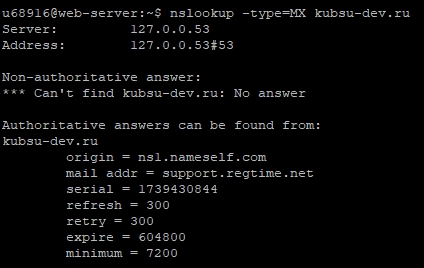 u68916@web-server:~$ nslookup -type=MX kubsu-dev.ru
Server:         127.0.0.53
Address:        127.0.0.53#53

Non-authoritative answer:
*** Can't find kubsu-dev.ru: No answer

Authoritative answers can be found from:
kubsu-dev.ru
        origin = ns1.nameself.com
        mail addr = support.regtime.net
        serial = 1739430844
        refresh = 300
        retry = 300
        expire = 604800
        minimum = 7200